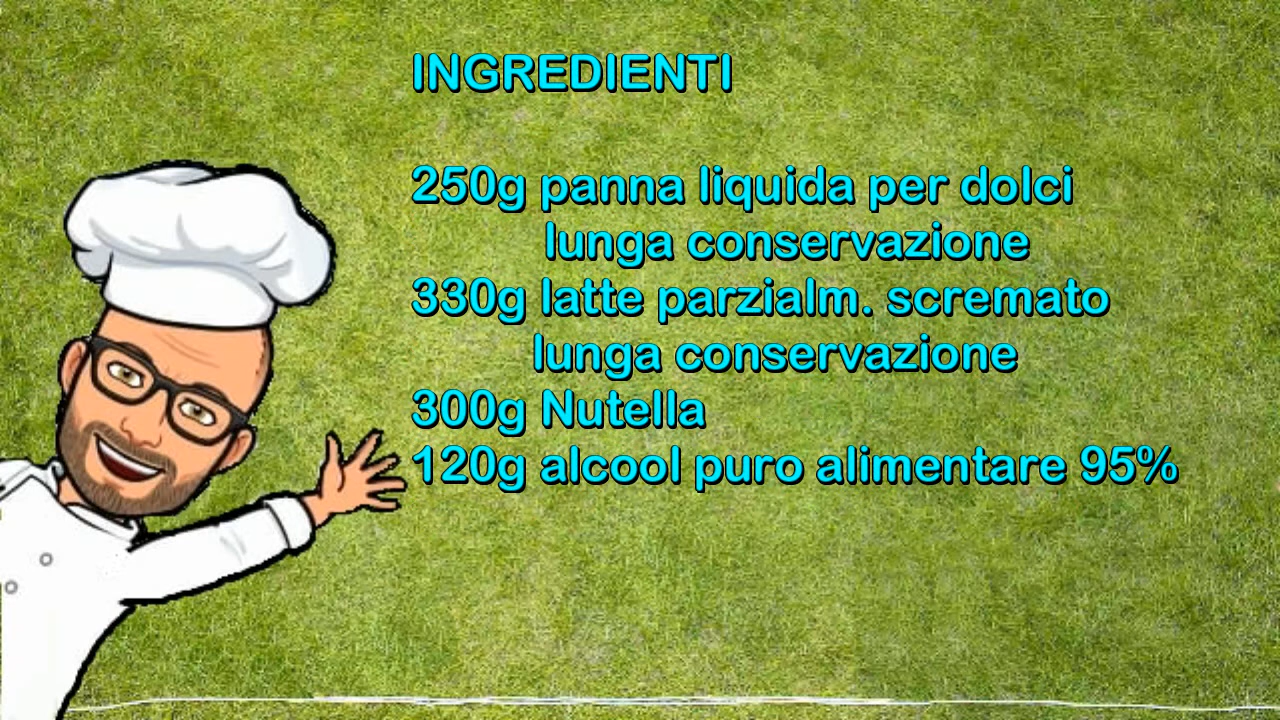 INGREDIENTI
250g panna liquida per dolci
lunga conservazione
330g latte parzialm. scremato
lunga conservazione
300g Nutella
120g alcool puro alimentare 95%